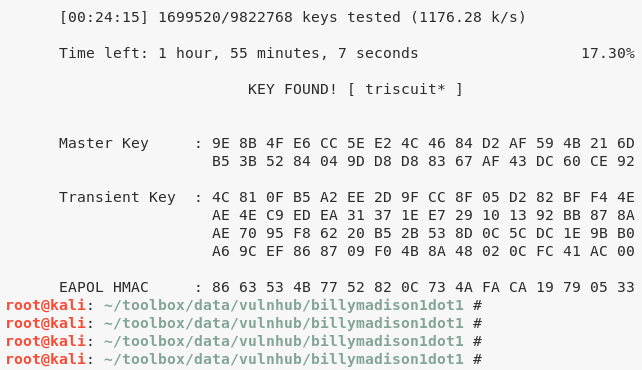 [00:24:15] 1699520/9822768 keys tested (1176.28 k/s)
Time left: 1 hour, 55 minutes, 7 seconds 17.30%
KEY FOUND! [ triscuit* ]
Master Key : 9E 8B 4F E6 CC 5E E2 4C 46 84 D2 AF 59 4B 21 6D
B5 3B 52 84 04 9D D8 D8 83 67 AF 43 DC 60 CE 92
Transient Key : 4C 81 0F B5 A2 EE 2D 9F CC 8F 05 D2 82 BF F4 4E
AE 4E C9 ED EA 31 37 1E E7 29 10 13 92 BB 87 8A
AE 70 95 F8 62 20 B5 2B 53 8D 0C 5C DC 1E 9B B0
A6 9C EF 86 87 09 F0 4B 8A 48 02 0C FC 41 AC 00
EAPOL HMAC : 86 63 53 4B 77 52 82 0C 73 4A FA CA 19 79 05 33
root@kali: ~/toolbox/data/vulnhub/billymadison1dot1 #
root@kali: ~/toolbox/data/vulnhub/billymadison1dot1 #
root@kali: ~/toolbox/data/vulnhub/billymadison1dot1 #
root@kali: ~/toolbox/data/vulnhub/billymadison1dot1 #